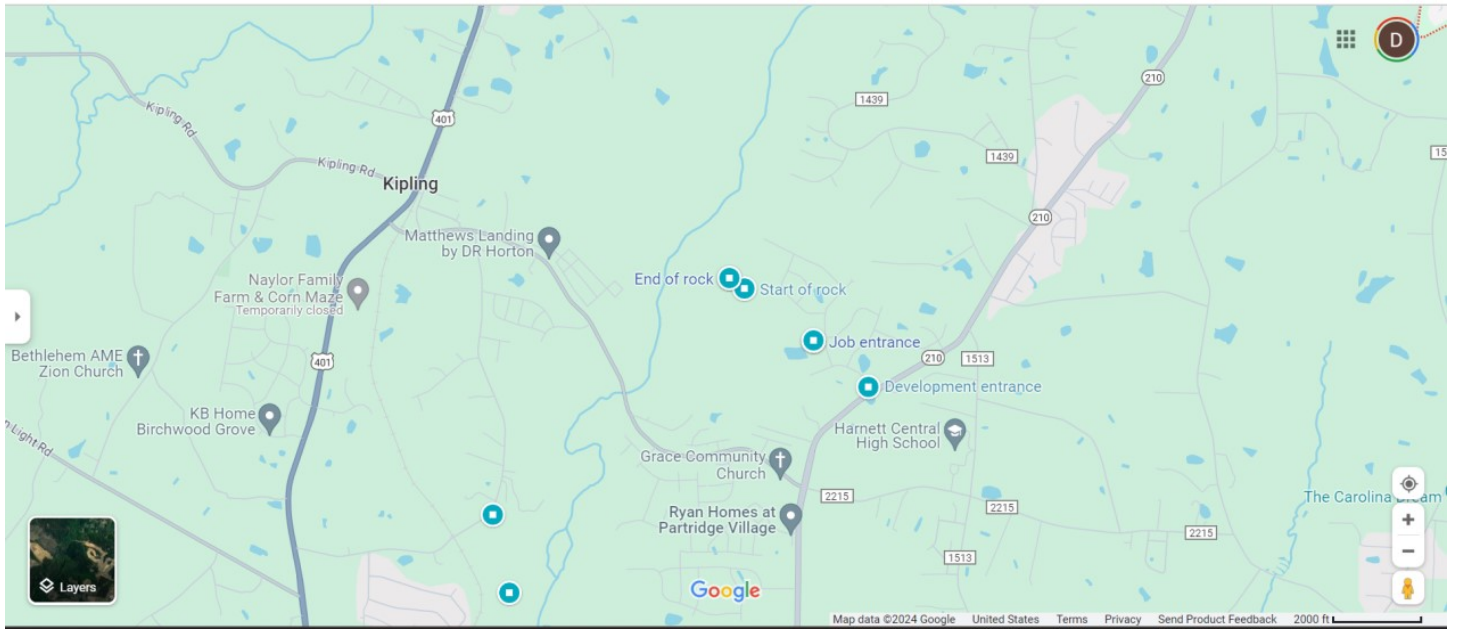 D
210
401
1439
15
Kipling Rd
1439
Kipling Rd
Kipling
210
Matthews Landing
by DR Horton
End of rock
Start of rock
Naylor Family
Farm & Corn Maze
Temporarily closed
Job entrance
Bethlehem AME
Zion Church
401
210
1513
Development entrance
KB Home
Birchwood Grove
n Light Rd
Harnett Central
High School
Grace Community
Church
2215
The Carolina
Ryan Homes at
Partridge Village
2215
2215
1513
Layers
Google
Map data ©2024 Google United States Terms Privacy Send Product Feedback 2000 ft